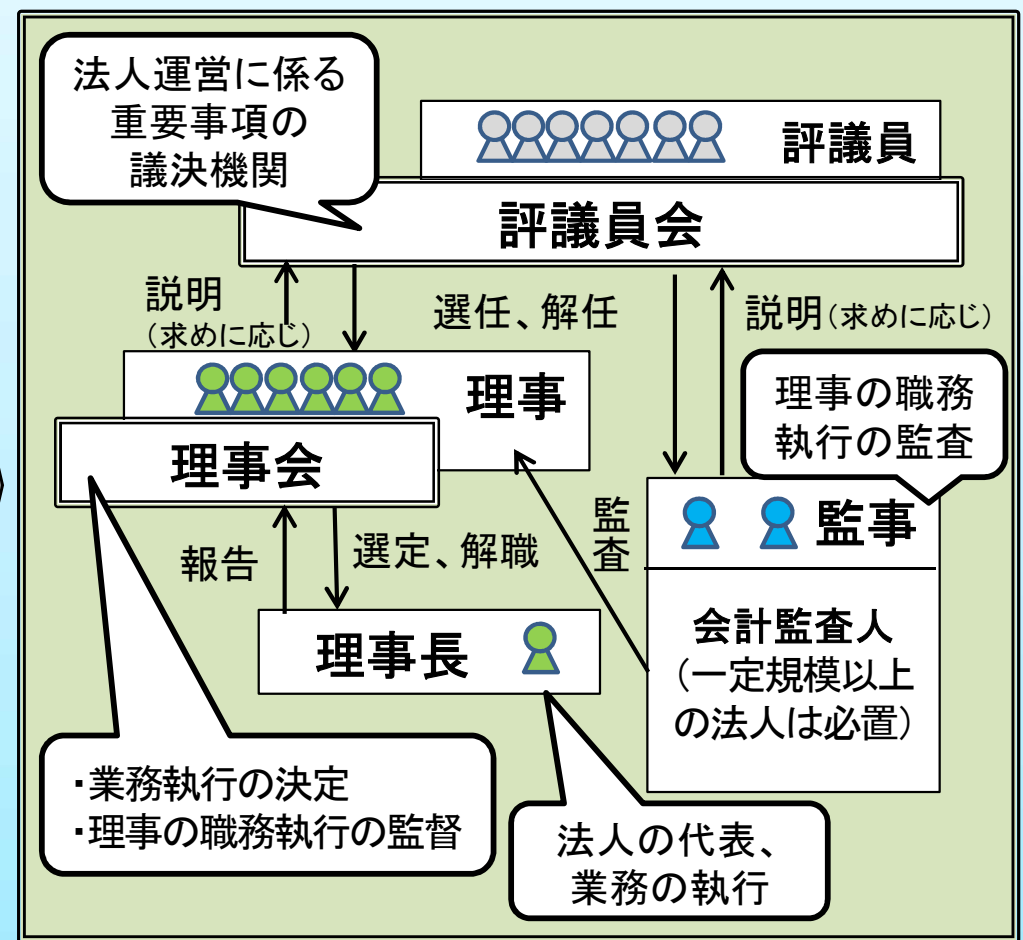 法人運営に係る
重要事項の
議決機関
評議員
評議員会
説明
（求めに応じ）
選任、解任
説明（求めに応じ）
理事
理事会
理事の職務
執行の監査
監事
監
査
報告
選定、解職
会計監査人
（一定規模以上
の法人は必置）
理事長
・業務執行の決定
・理事の職務執行の監督
法人の代表、
業務の執行